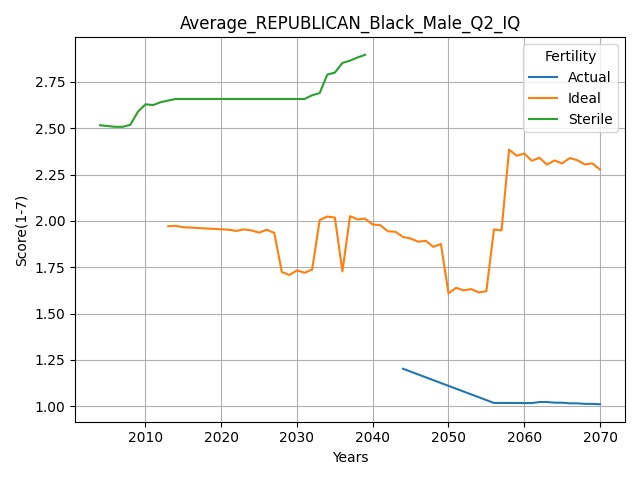 Average_REPUBLICAN_Black_Male_Q2_IQ
Fertility
Actual
Ideal
Sterile
Score(1-7)
2.75
2.50
2.25
2.00
1.75
1.50
1.25
1.00
2010 2020 2030 2040 2050 2060 2070
Years